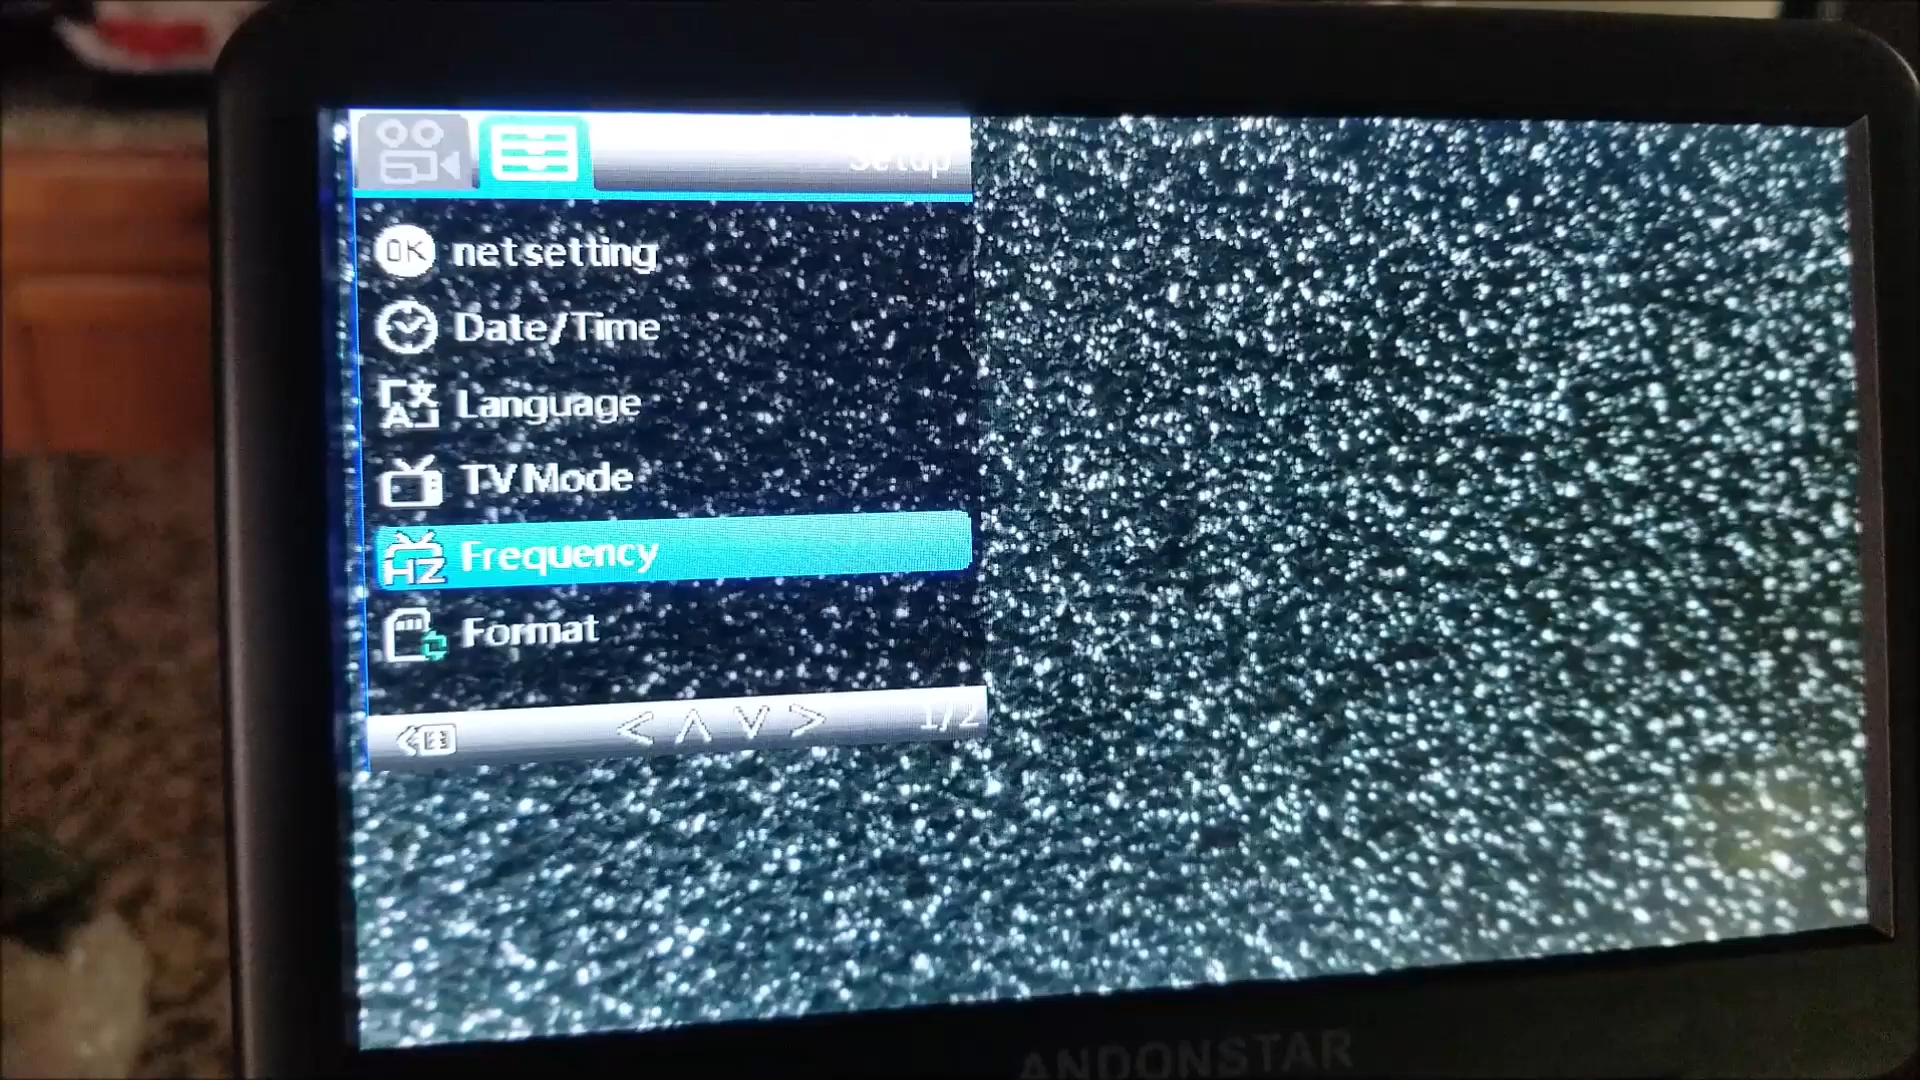 Setup
OK net setting
Date/Time
Language
TV Mode
HZ Frequency
Format
1/2
ANDONSTAR